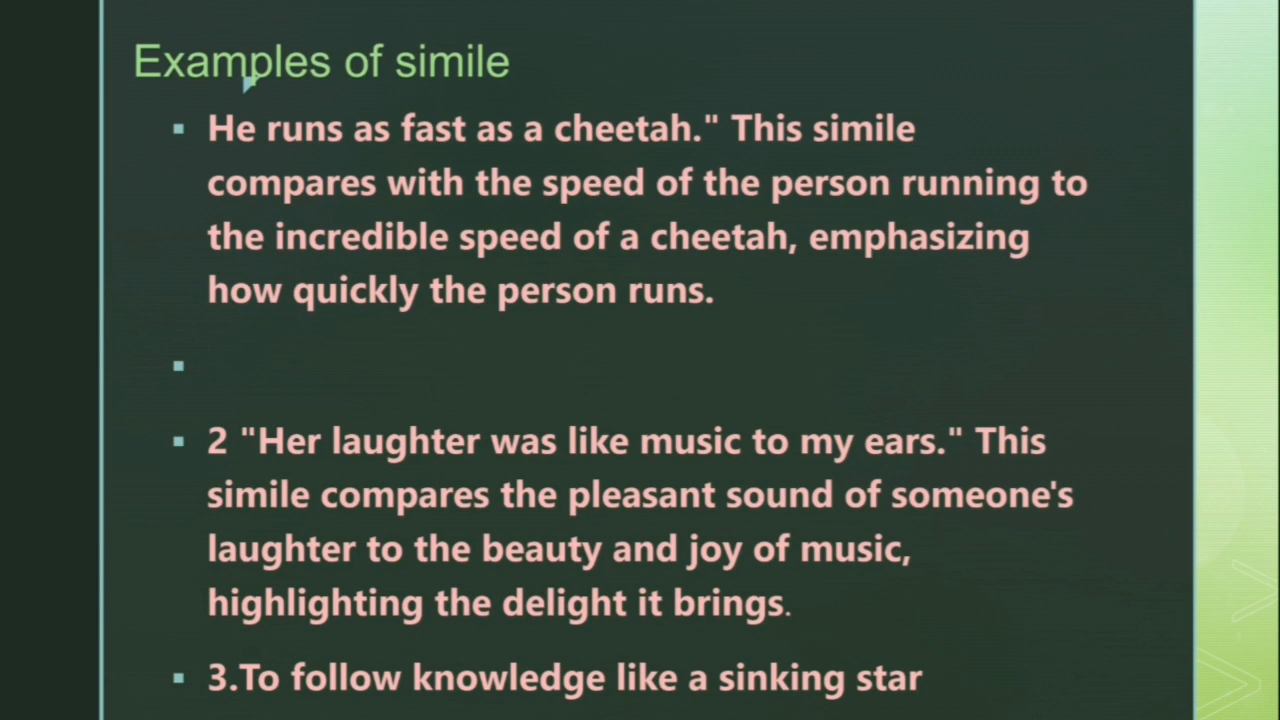 Examples of simile
He runs as fast as a cheetah." This simile
compares with the speed of the person running to
the incredible speed of a cheetah, emphasizing
how quickly the person runs.
2 "Her laughter was like music to my ears." This
simile compares the pleasant sound of someone's
laughter to the beauty and joy of music,
highlighting the delight it brings.
3.To follow knowledge like a sinking star